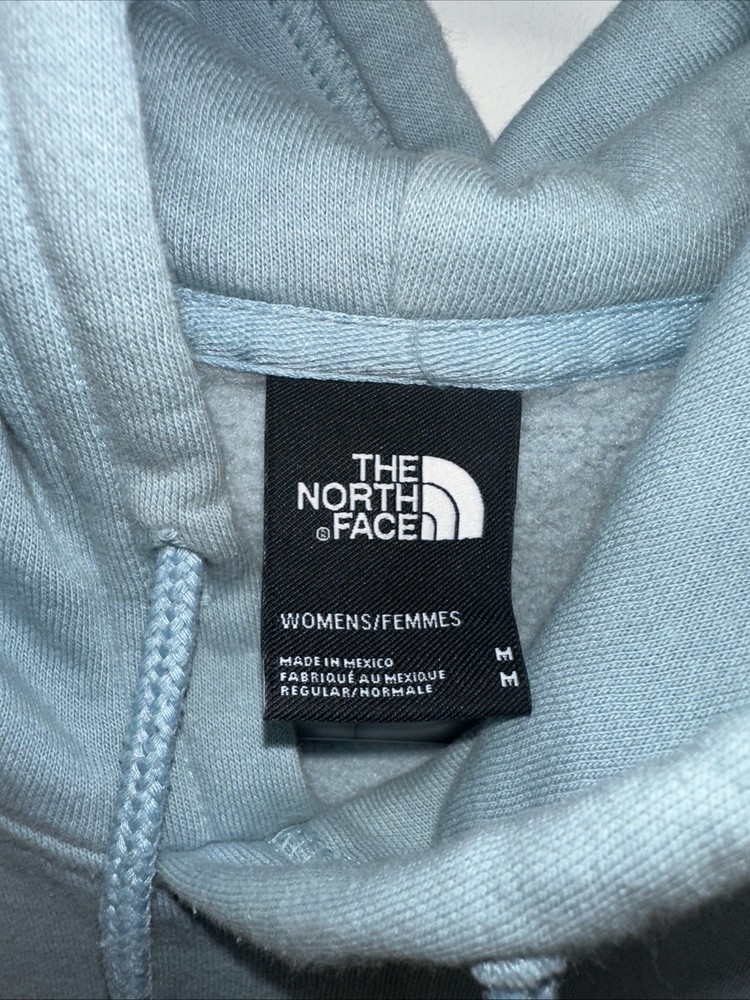 THE
NORTH
®FACE
WOMENS/FEMMES
MADE IN MEXICO M
FABRIQUÉ AU MEXIQUE M
REGULAR/NORMALE